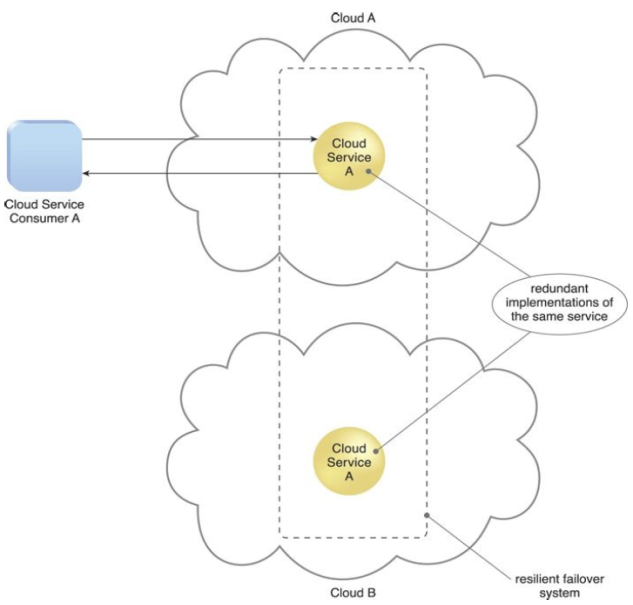 Cloud A
Cloud
Service
A
Cloud Service
Consumer A
redundant
implementations of
the same service
Cloud
Service
A
resilient failover
system
Cloud B